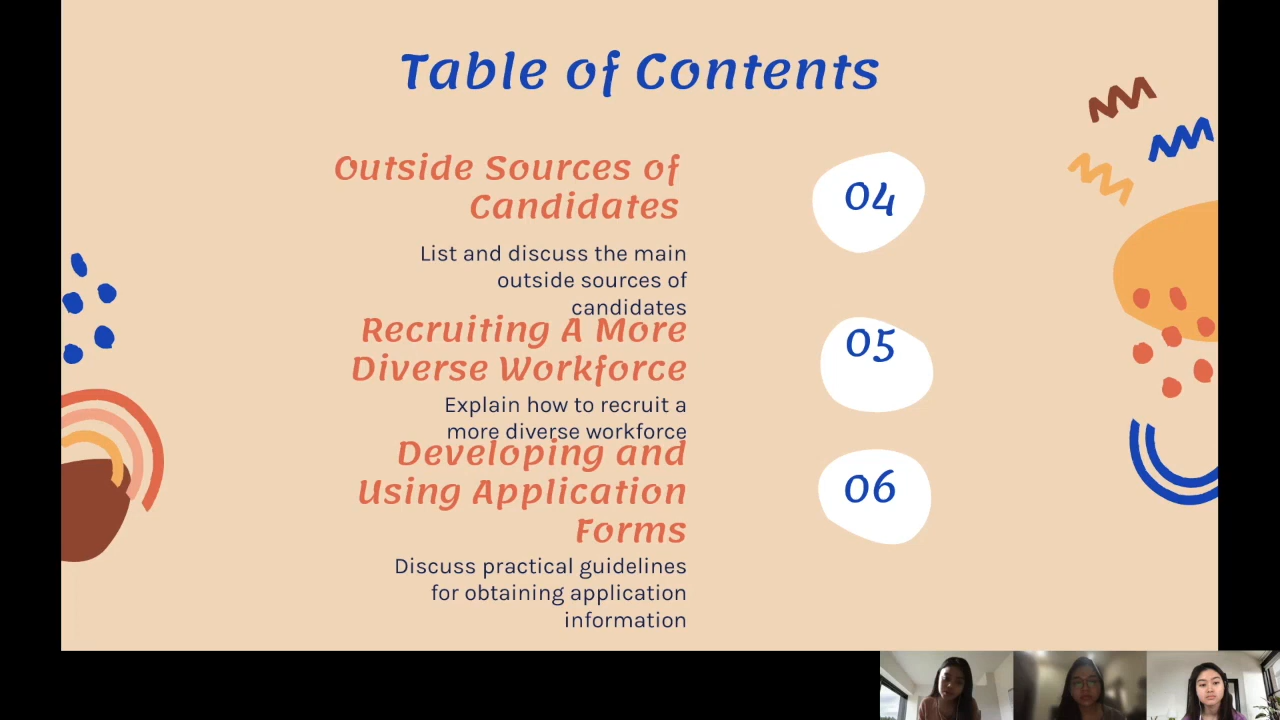 Table of Contents
Outside Sources of
Candidates
04
List and discuss the main
outside sources of
candidates
Recruiting A More
Diverse Workforce
05
Explain how to recruit a
more diverse workforce
Developing and
Using Application
Forms
06
Discuss practical guidelines
for obtaining application
information